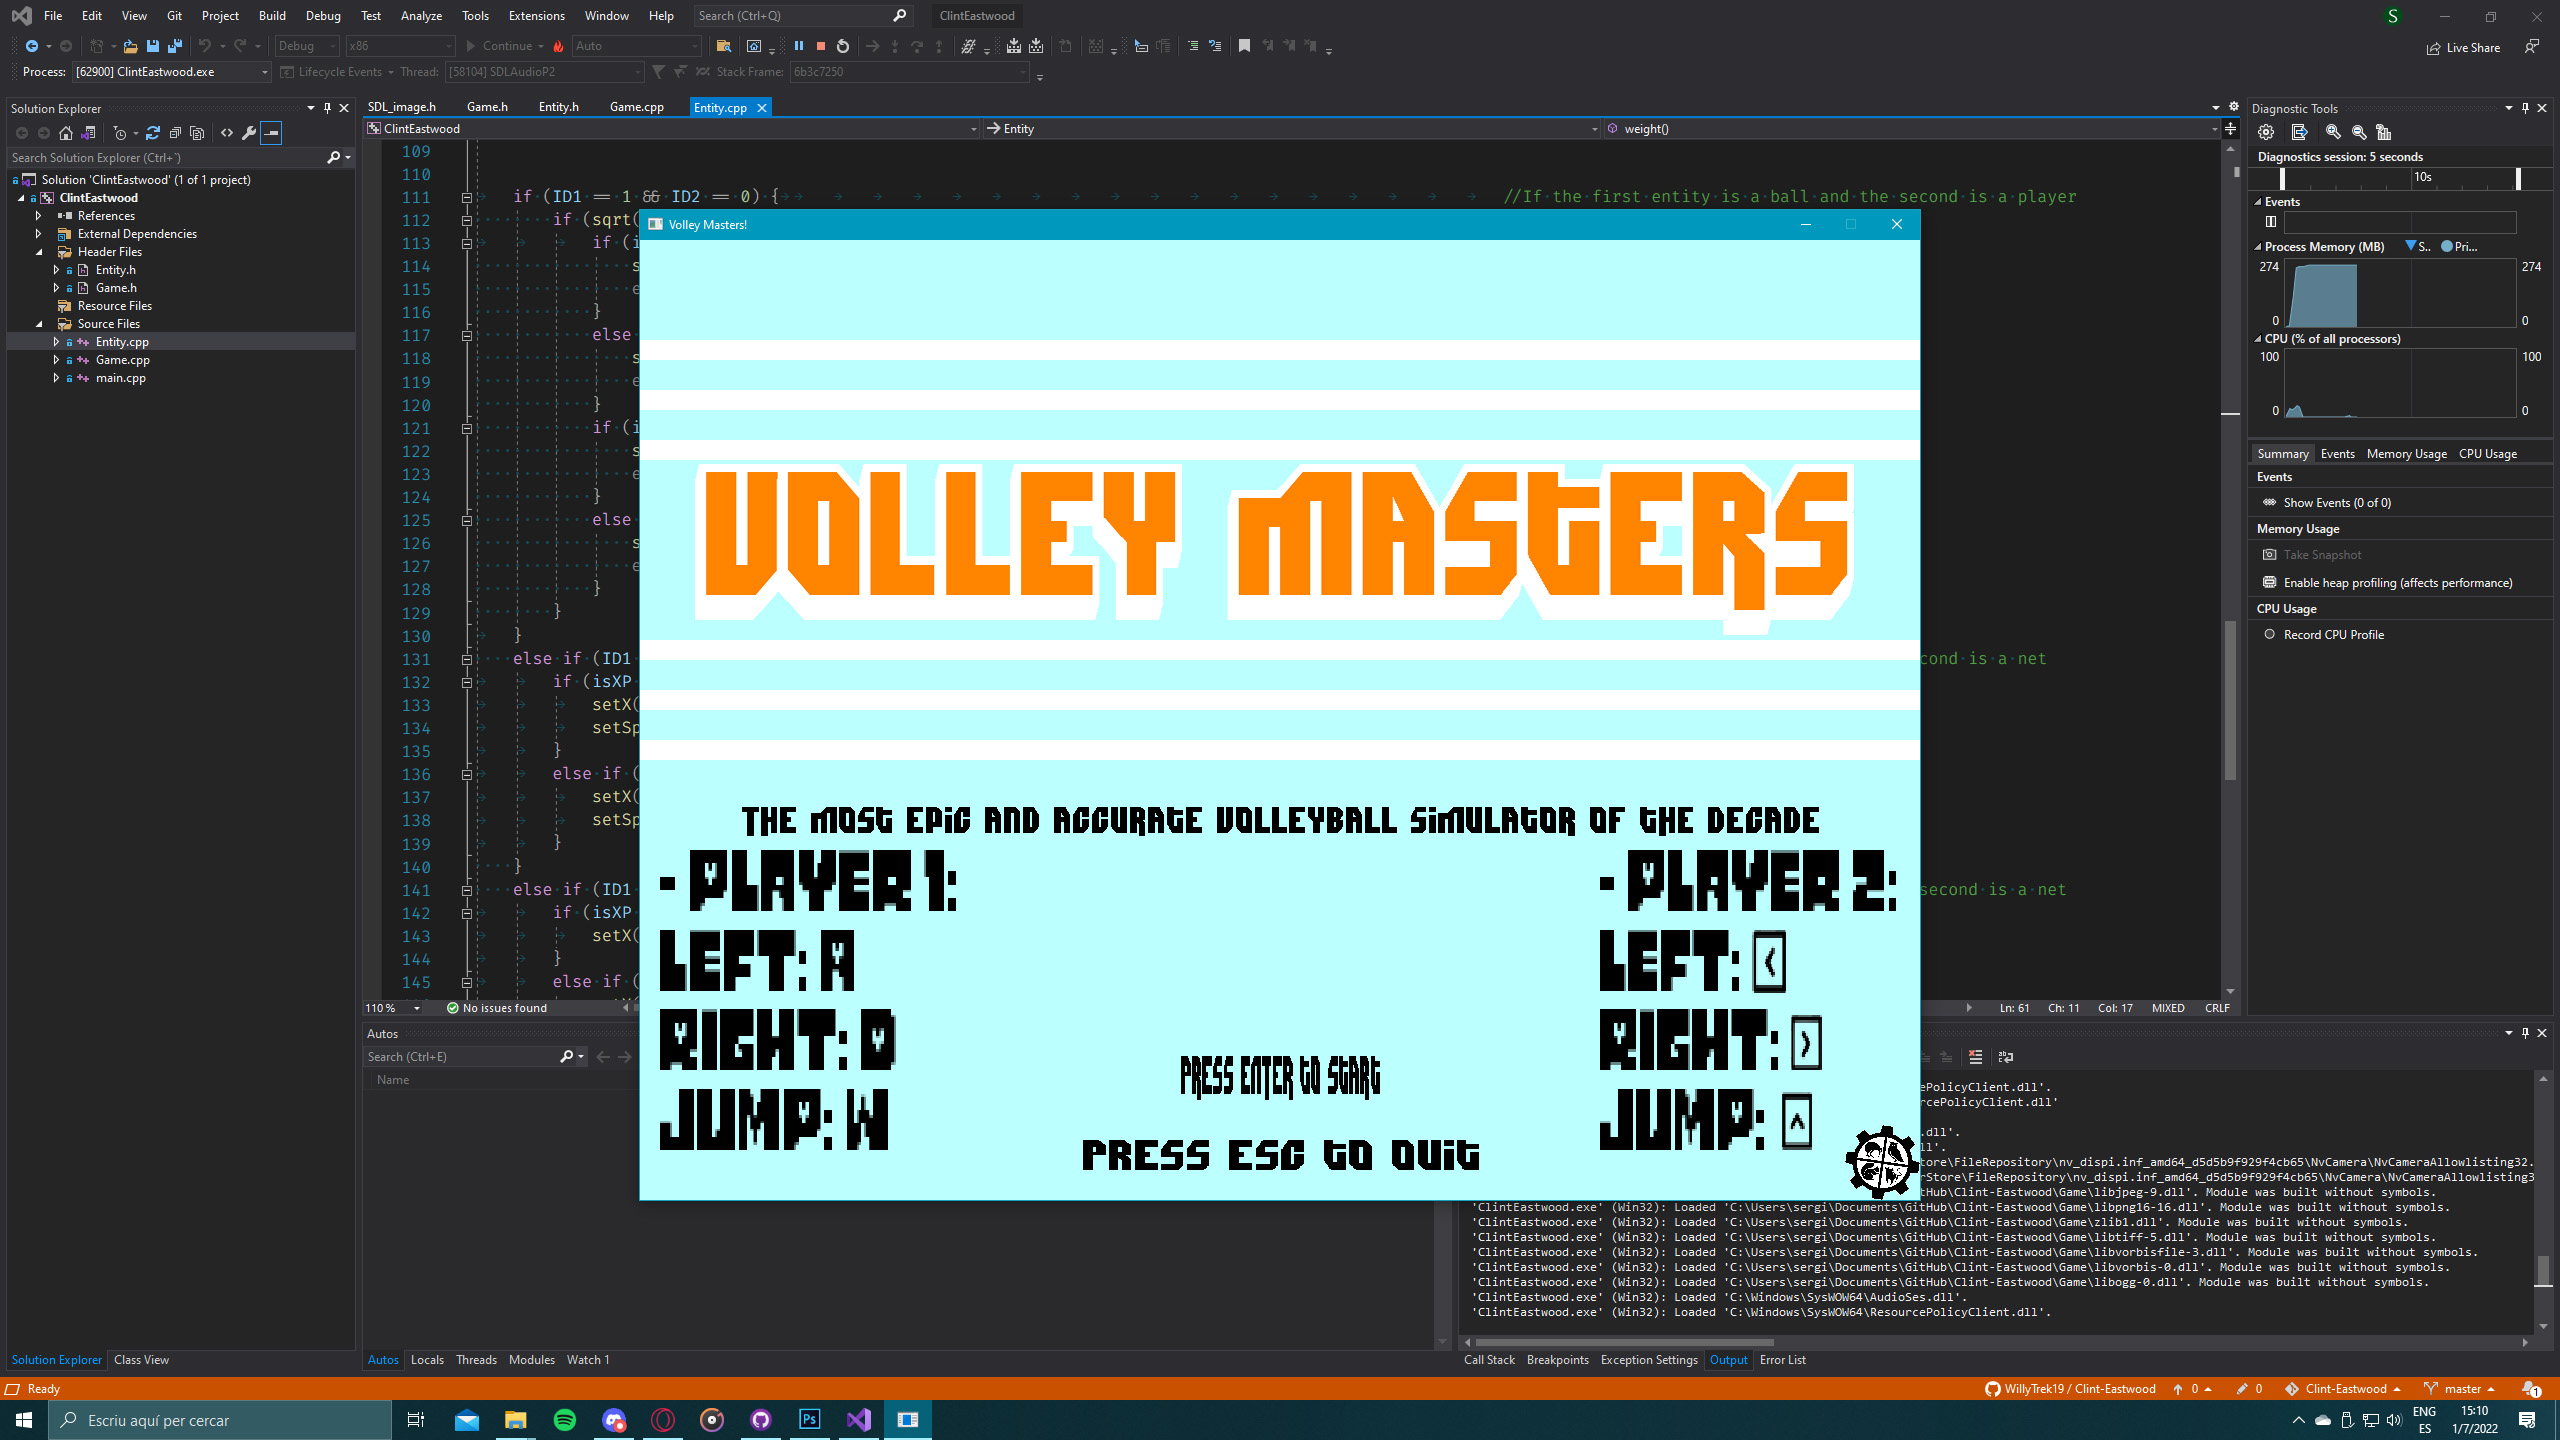 File Edit View Git Project Build Debug Test Analyze Tools Extensions Window Help Search (Ctrl+Q) ClintEastwood S
Debug x86 Continue Auto Live Share
Process: [62900] ClintEastwood.exe Lifecycle Events Thread: [58104] SDLAudioP2 Stack Frame: 6b3c7250
Solution Explorer
Search Solution Explorer (Ctrl+`)
Solution 'ClintEastwood' (1 of 1 project)
ClintEastwood
References
External Dependencies
Header Files
Entity.h
Game.h
Resource Files
Source Files
Entity.cpp
Game.cpp
main.cpp
Solution Explorer Class View
SDL_image.h Game.h Entity.h Game.cpp Entity.cpp
ClintEastwood Entity weight()
109
110
111 if (ID1 == 1 && ID2 == 0) { //If the first entity is a ball and the second is a player
112 if (sqrt(
113 if (i
114 s
115 e
116 }
117 else
118 s
119 e
120 }
121 if (i
122 s
123 e
124 }
125 else
126 s
127 e
128 }
129 }
130 }
131 else if (ID1 cond is a net
132 if (isXP
133 setX(
134 setSp
135 }
136 else if (
137 setX(
138 setSp
139 }
140 }
141 else if (ID1 second is a net
142 if (isXP
143 setX(
144 }
145 else if (
110 % No issues found Ln: 61 Ch: 11 Col: 17 MIXED CRLF
Volley Masters!
VOLLEY MASTERS
THE MOST EPIC AND ACCURATE VOLLEYBALL SIMULATOR OF THE DECADE
- PLAYER 1:
LEFT: A
RIGHT: D
JUMP: W
- PLAYER 2:
LEFT: <
RIGHT: >
JUMP: ^
PRESS ENTER TO START
PRESS ESC TO QUIT
Diagnostic Tools
Diagnostics session: 5 seconds
10s
Events
Process Memory (MB) S.. Pri...
274 274
0 0
CPU (% of all processors)
100 100
0 0
Summary Events Memory Usage CPU Usage
Events
Show Events (0 of 0)
Memory Usage
Take Snapshot
Enable heap profiling (affects performance)
CPU Usage
Record CPU Profile
Autos
Search (Ctrl+E)
Name
Autos Locals Threads Modules Watch 1
ePolicyClient.dll'.
rcePolicyClient.dll'
.dll'.
ll'.
tore\FileRepository\nv_dispi.inf_amd64_d5d5b9f929f4cb65\NvCamera\NvCameraAllowlisting32.
rStore\FileRepository\nv_dispi.inf_amd64_d5d5b9f929f4cb65\NvCamera\NvCameraAllowlisting3
tHub\Clint-Eastwood\Game\libjpeg-9.dll'. Module was built without symbols.
'ClintEastwood.exe' (Win32): Loaded 'C:\Users\sergi\Documents\GitHub\Clint-Eastwood\Game\libpng16-16.dll'. Module was built without symbols.
'ClintEastwood.exe' (Win32): Loaded 'C:\Users\sergi\Documents\GitHub\Clint-Eastwood\Game\zlib1.dll'. Module was built without symbols.
'ClintEastwood.exe' (Win32): Loaded 'C:\Users\sergi\Documents\GitHub\Clint-Eastwood\Game\libtiff-5.dll'. Module was built without symbols.
'ClintEastwood.exe' (Win32): Loaded 'C:\Users\sergi\Documents\GitHub\Clint-Eastwood\Game\libvorbisfile-3.dll'. Module was built without symbols.
'ClintEastwood.exe' (Win32): Loaded 'C:\Users\sergi\Documents\GitHub\Clint-Eastwood\Game\libvorbis-0.dll'. Module was built without symbols.
'ClintEastwood.exe' (Win32): Loaded 'C:\Users\sergi\Documents\GitHub\Clint-Eastwood\Game\libogg-0.dll'. Module was built without symbols.
'ClintEastwood.exe' (Win32): Loaded 'C:\Windows\SysWOW64\AudioSes.dll'.
'ClintEastwood.exe' (Win32): Loaded 'C:\Windows\SysWOW64\ResourcePolicyClient.dll'.
Call Stack Breakpoints Exception Settings Output Error List
Ready WillyTrek19 / Clint-Eastwood 0 0 Clint-Eastwood master 1
Escriu aquí per cercar Ps ENG 15:10
ES 1/7/2022